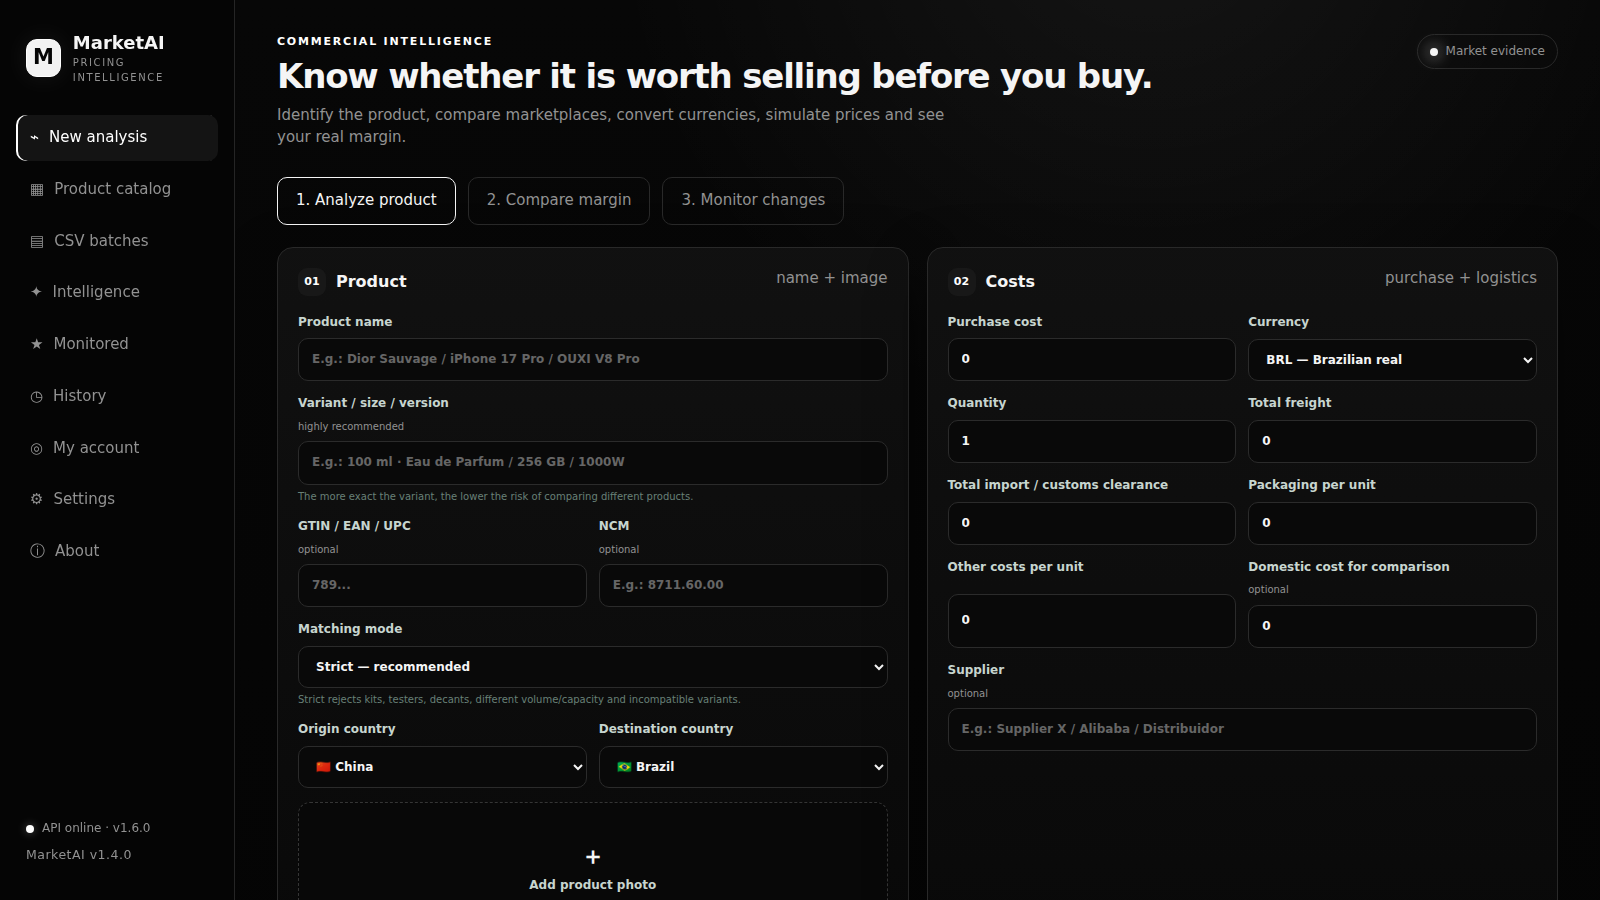 M
MarketAI
PRICING
INTELLIGENCE
New analysis
Product catalog
CSV batches
Intelligence
Monitored
History
My account
Settings
About
API online · v1.6.0
MarketAI v1.4.0
COMMERCIAL INTELLIGENCE
Know whether it is worth selling before you buy.
Identify the product, compare marketplaces, convert currencies, simulate prices and see
your real margin.
Market evidence
1. Analyze product
2. Compare margin
3. Monitor changes
01 Product
name + image
Product name
E.g.: Dior Sauvage / iPhone 17 Pro / OUXI V8 Pro
Variant / size / version
highly recommended
E.g.: 100 ml · Eau de Parfum / 256 GB / 1000W
The more exact the variant, the lower the risk of comparing different products.
GTIN / EAN / UPC
optional
789...
NCM
optional
E.g.: 8711.60.00
Matching mode
Strict — recommended
Strict rejects kits, testers, decants, different volume/capacity and incompatible variants.
Origin country
China
Destination country
Brazil
+
Add product photo
02 Costs
purchase + logistics
Purchase cost
0
Currency
BRL — Brazilian real
Quantity
1
Total freight
0
Total import / customs clearance
0
Packaging per unit
0
Other costs per unit
0
Domestic cost for comparison
optional
0
Supplier
optional
E.g.: Supplier X / Alibaba / Distribuidor